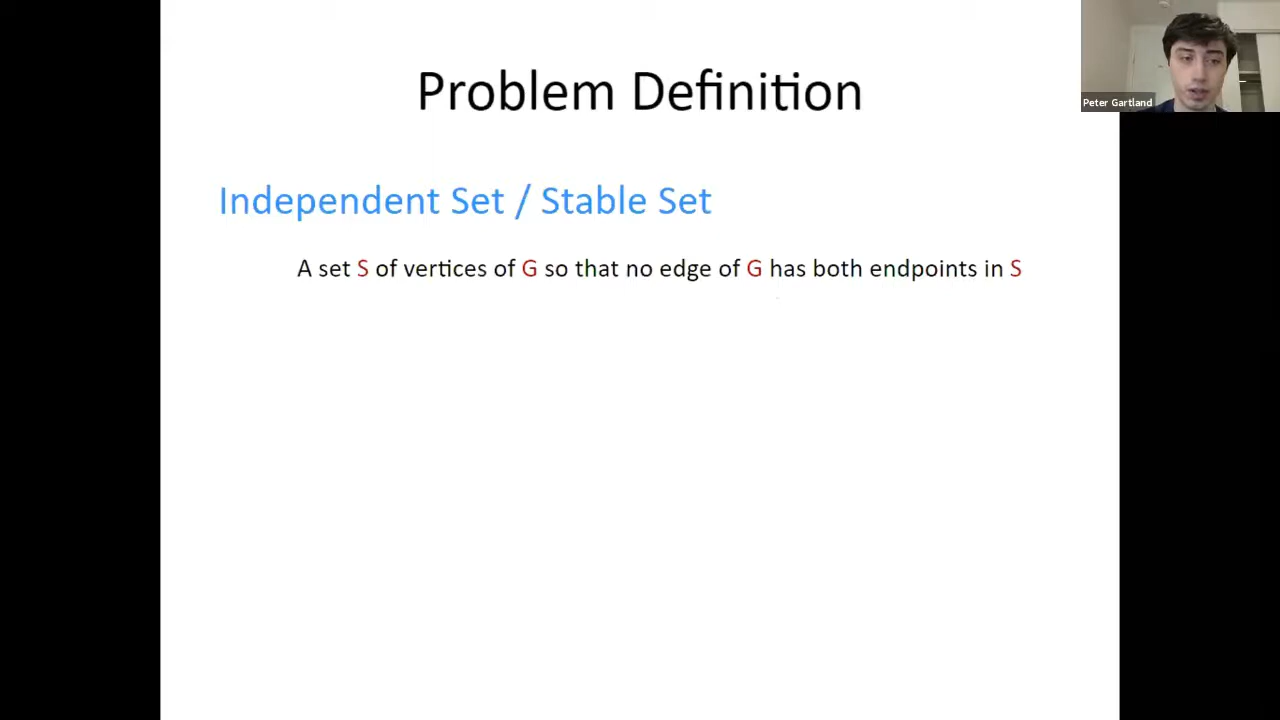 Problem Definition
Peter Gartland
Independent Set / Stable Set
A set S of vertices of G so that no edge of G has both endpoints in S